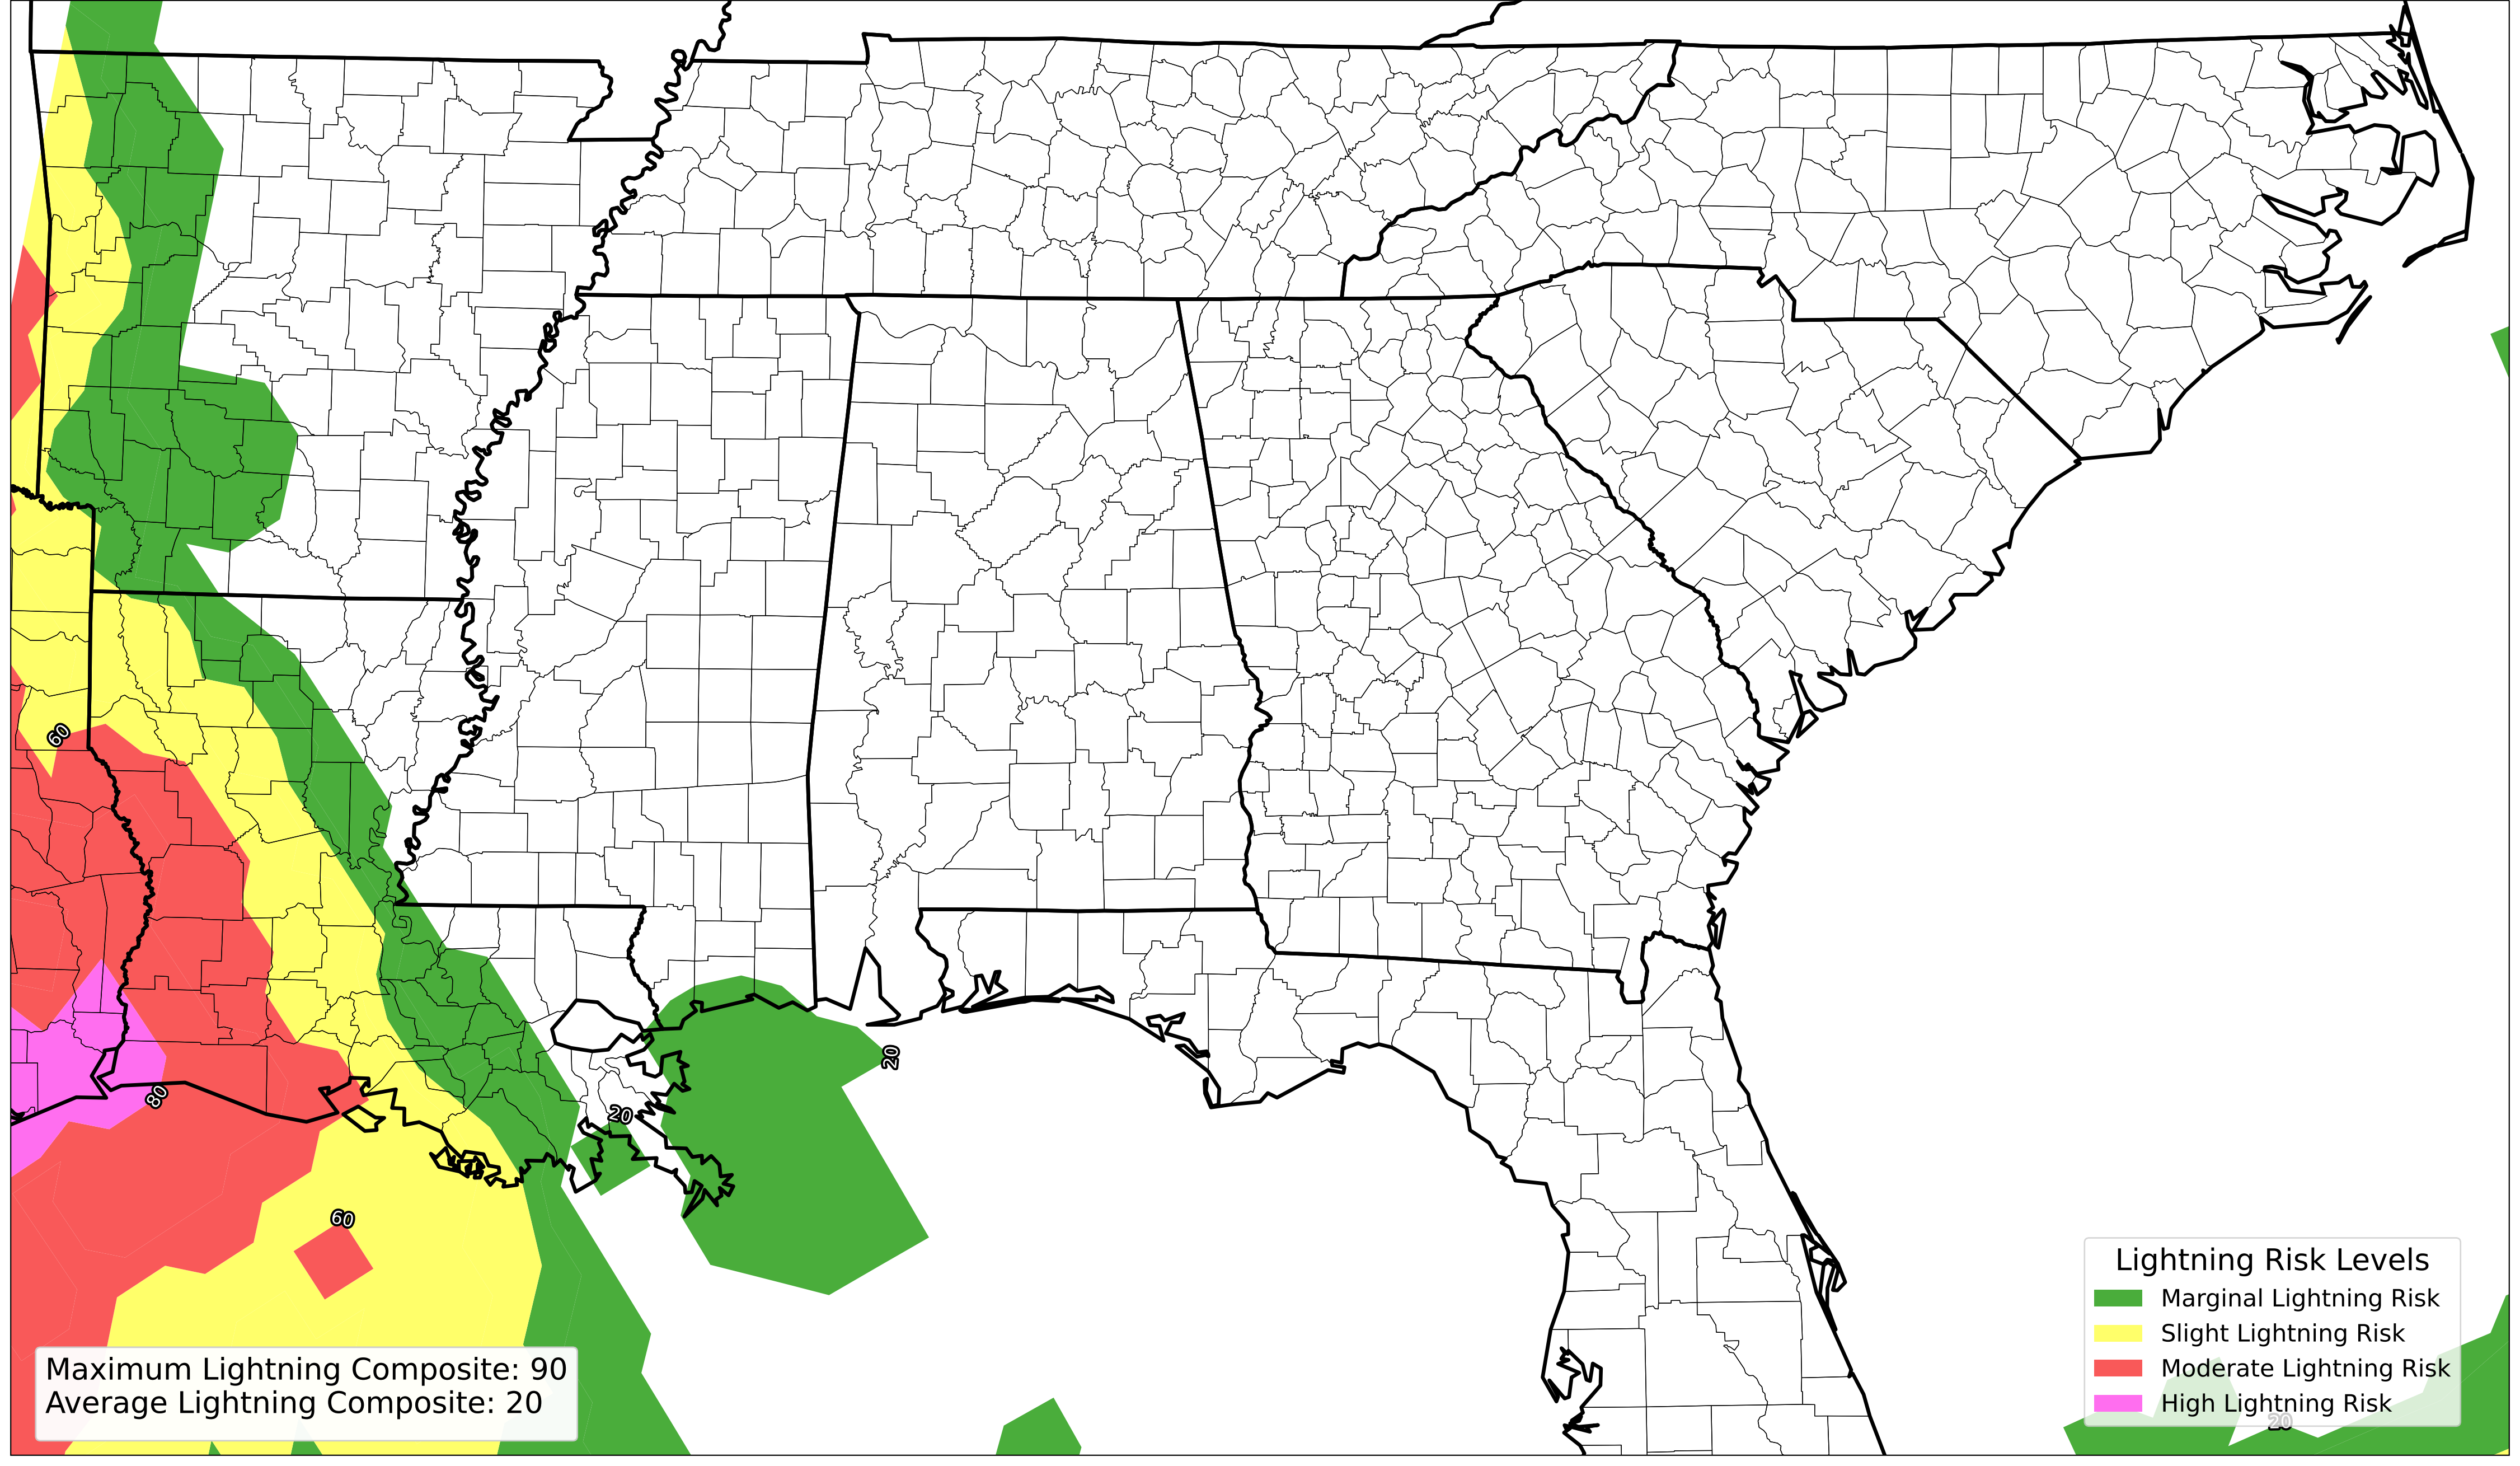 60
80
20
20
60
Lightning Risk Levels
Marginal Lightning Risk
Slight Lightning Risk
Moderate Lightning Risk
High Lightning Risk
20
Maximum Lightning Composite: 90
Average Lightning Composite: 20